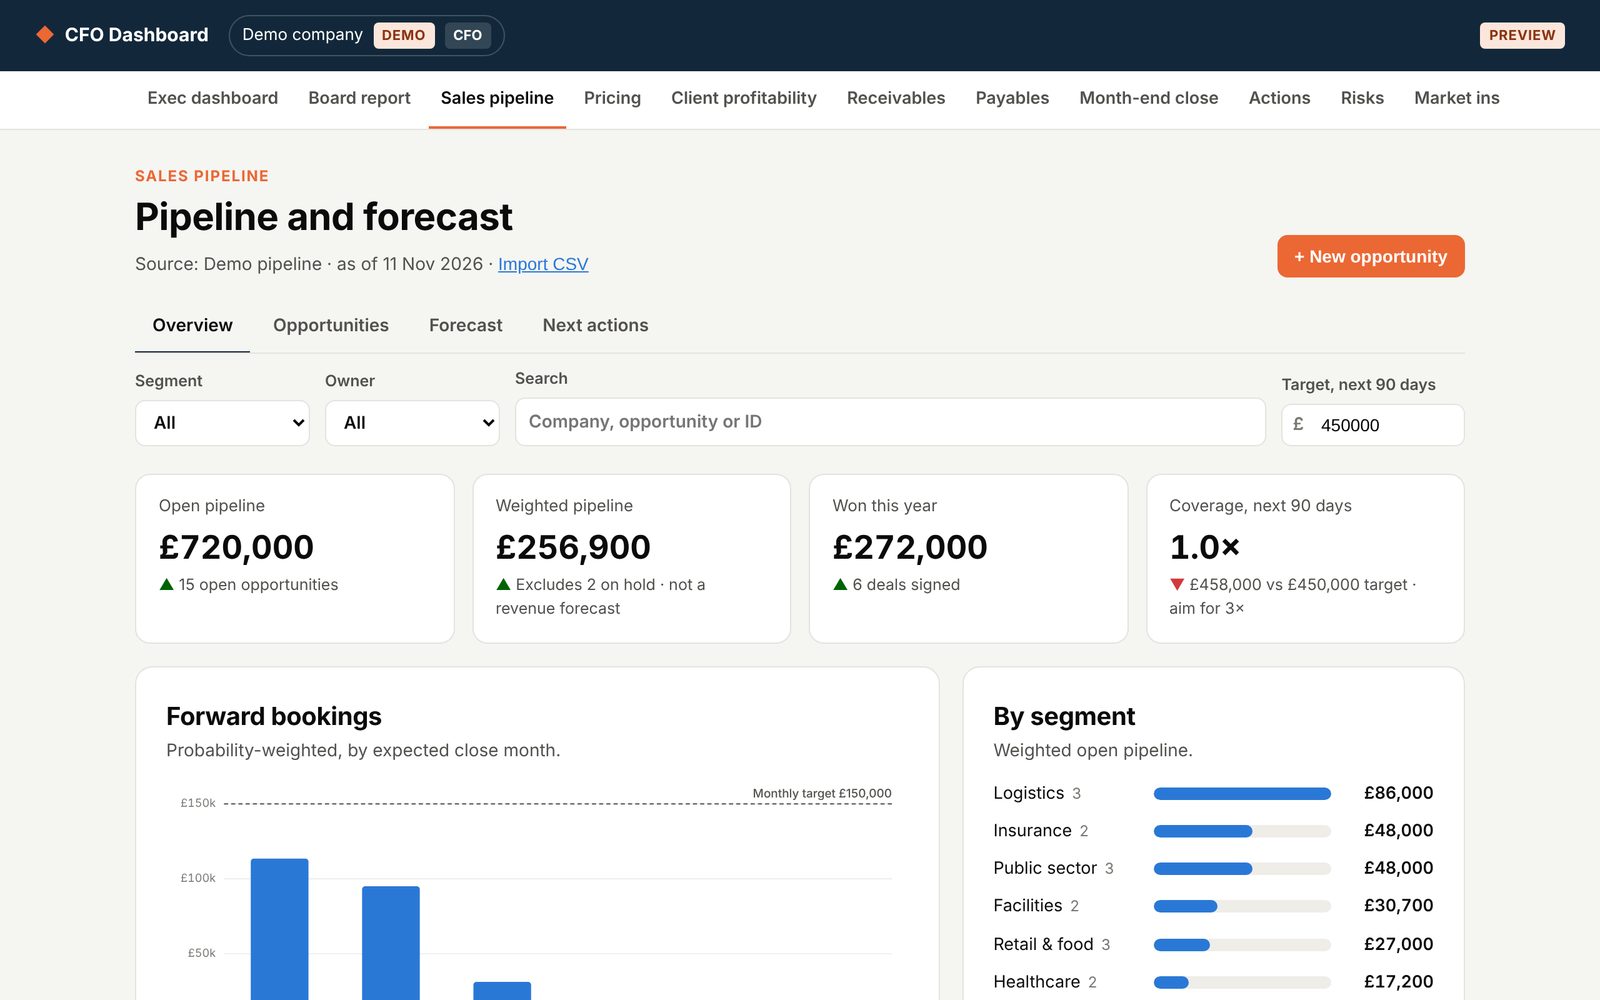 CFO Dashboard
Demo company DEMO CFO
PREVIEW
Exec dashboard Board report Sales pipeline Pricing Client profitability Receivables Payables Month-end close Actions Risks Market ins
SALES PIPELINE
Pipeline and forecast
Source: Demo pipeline · as of 11 Nov 2026 · Import CSV
+ New opportunity
Overview Opportunities Forecast Next actions
Segment
All
Owner
All
Search
Company, opportunity or ID
Target, next 90 days
£ 450000
Open pipeline
£720,000
▲ 15 open opportunities
Weighted pipeline
£256,900
▲ Excludes 2 on hold · not a
revenue forecast
Won this year
£272,000
▲ 6 deals signed
Coverage, next 90 days
1.0×
▼ £458,000 vs £450,000 target ·
aim for 3×
Forward bookings
Probability-weighted, by expected close month.
Monthly target £150,000
£150k
£100k
£50k
By segment
Weighted open pipeline.
Logistics 3 £86,000
Insurance 2 £48,000
Public sector 3 £48,000
Facilities 2 £30,700
Retail & food 3 £27,000
Healthcare 2 £17,200